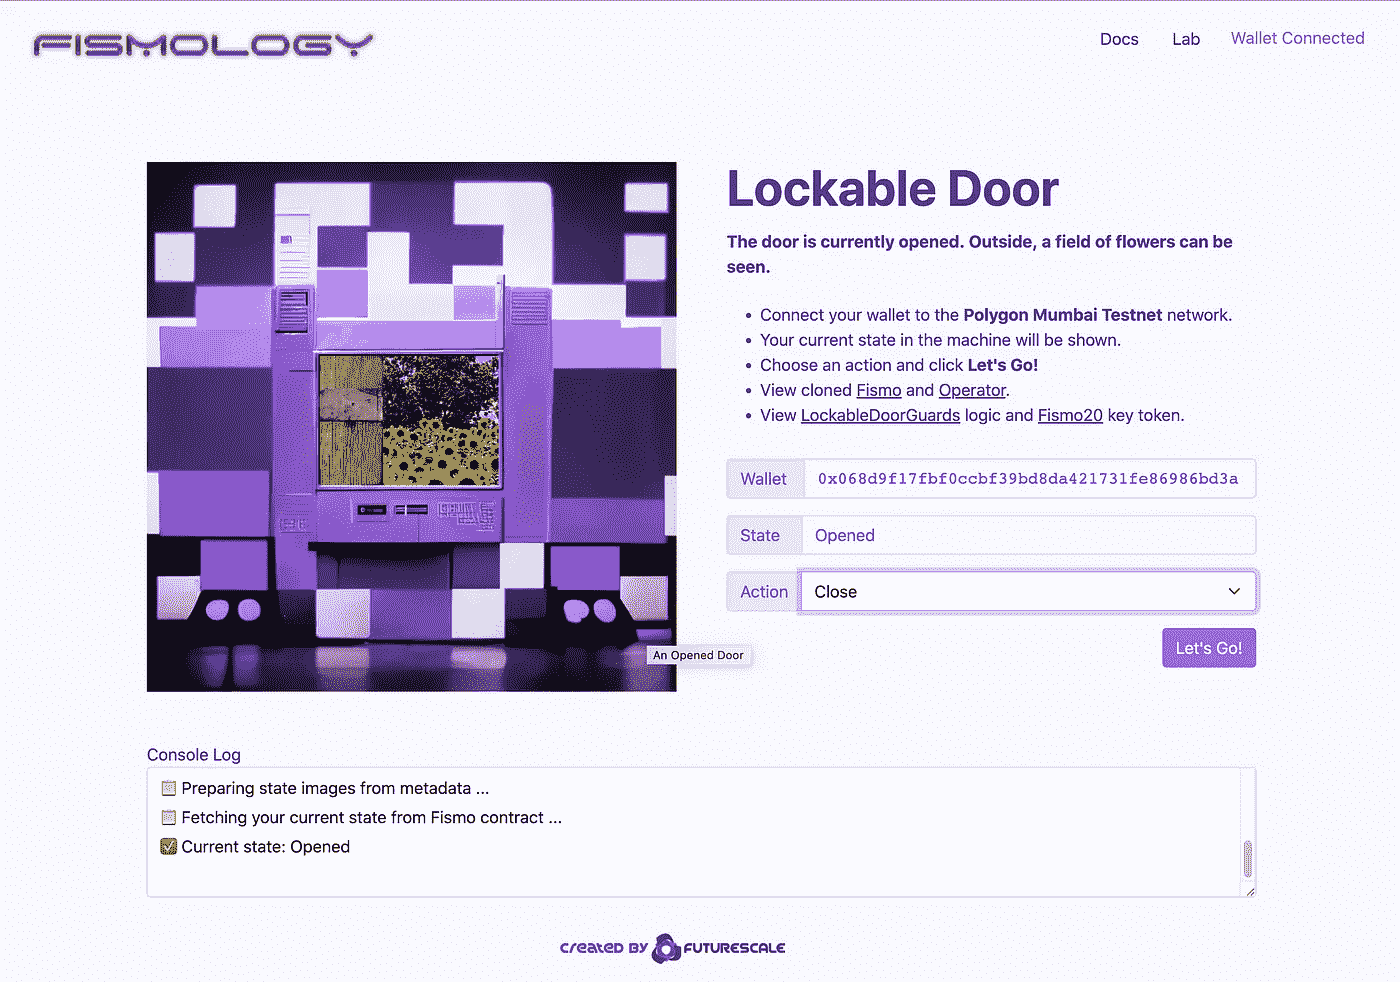 FISMOLOGY
Docs Lab Wallet Connected
Lockable Door
The door is currently opened. Outside, a field of flowers can be
seen.
• Connect your wallet to the Polygon Mumbai Testnet network.
• Your current state in the machine will be shown.
• Choose an action and click Let's Go!
• View cloned Fismo and Operator.
• View LockableDoorGuards logic and Fismo20 key token.
Wallet 0x068d9f17fbf0ccbf39bd8da421731fe86986bd3a
State Opened
Action Close
Let's Go!
An Opened Door
Console Log
Preparing state images from metadata ...
Fetching your current state from Fismo contract ...
Current state: Opened
CREATED BY FUTURESCALE